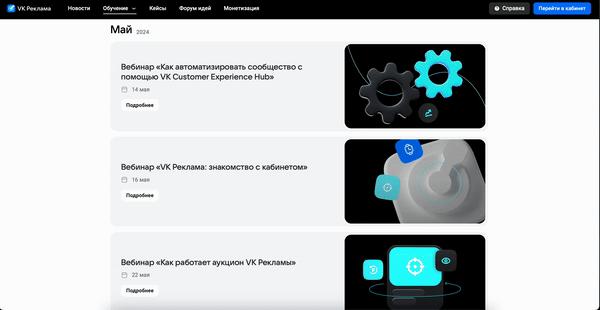 VK Реклама
Новости
Обучение
Кейсы
Форум идей
Монетизация
Справка
Перейти в кабинет
Май 2024
Вебинар «Как автоматизировать сообщество с
помощью VK Customer Experience Hub»
14 мая
Подробнее
Вебинар «VK Реклама: знакомство с кабинетом»
16 мая
Подробнее
Вебинар «Как работает аукцион VK Рекламы»
22 мая
Подробнее